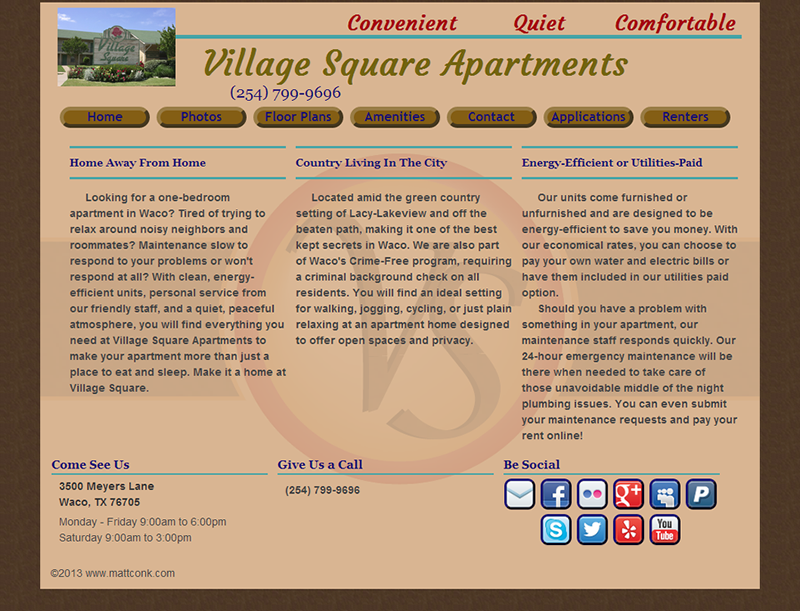 Convenient Quiet Comfortable
Village Square
Village Square Apartments
(254) 799-9696
Home Photos Floor Plans Amenities Contact Applications Renters
Home Away From Home
Looking for a one-bedroom
apartment in Waco? Tired of trying to
relax around noisy neighbors and
roommates? Maintenance slow to
respond to your problems or won't
respond at all? With clean, energy-
efficient units, personal service from
our friendly staff, and a quiet, peaceful
atmosphere, you will find everything you
need at Village Square Apartments to
make your apartment more than just a
place to eat and sleep. Make it a home at
Village Square.
Country Living In The City
Located amid the green country
setting of Lacy-Lakeview and off the
beaten path, making it one of the best
kept secrets in Waco. We are also part
of Waco's Crime-Free program, requiring
a criminal background check on all
residents. You will find an ideal setting
for walking, jogging, cycling, or just plain
relaxing at an apartment home designed
to offer open spaces and privacy.
Energy-Efficient or Utilities-Paid
Our units come furnished or
unfurnished and are designed to be
energy-efficient to save you money. With
our economical rates, you can choose to
pay your own water and electric bills or
have them included in our utilities paid
option.
Should you have a problem with
something in your apartment, our
maintenance staff responds quickly. Our
24-hour emergency maintenance will be
there when needed to take care of
those unavoidable middle of the night
plumbing issues. You can even submit
your maintenance requests and pay your
rent online!
VS
Come See Us
3500 Meyers Lane
Waco, TX 76705
Monday - Friday 9:00am to 6:00pm
Saturday 9:00am to 3:00pm
Give Us a Call
(254) 799-9696
Be Social
f g+ P
S You Tube
©2013 www.mattconk.com